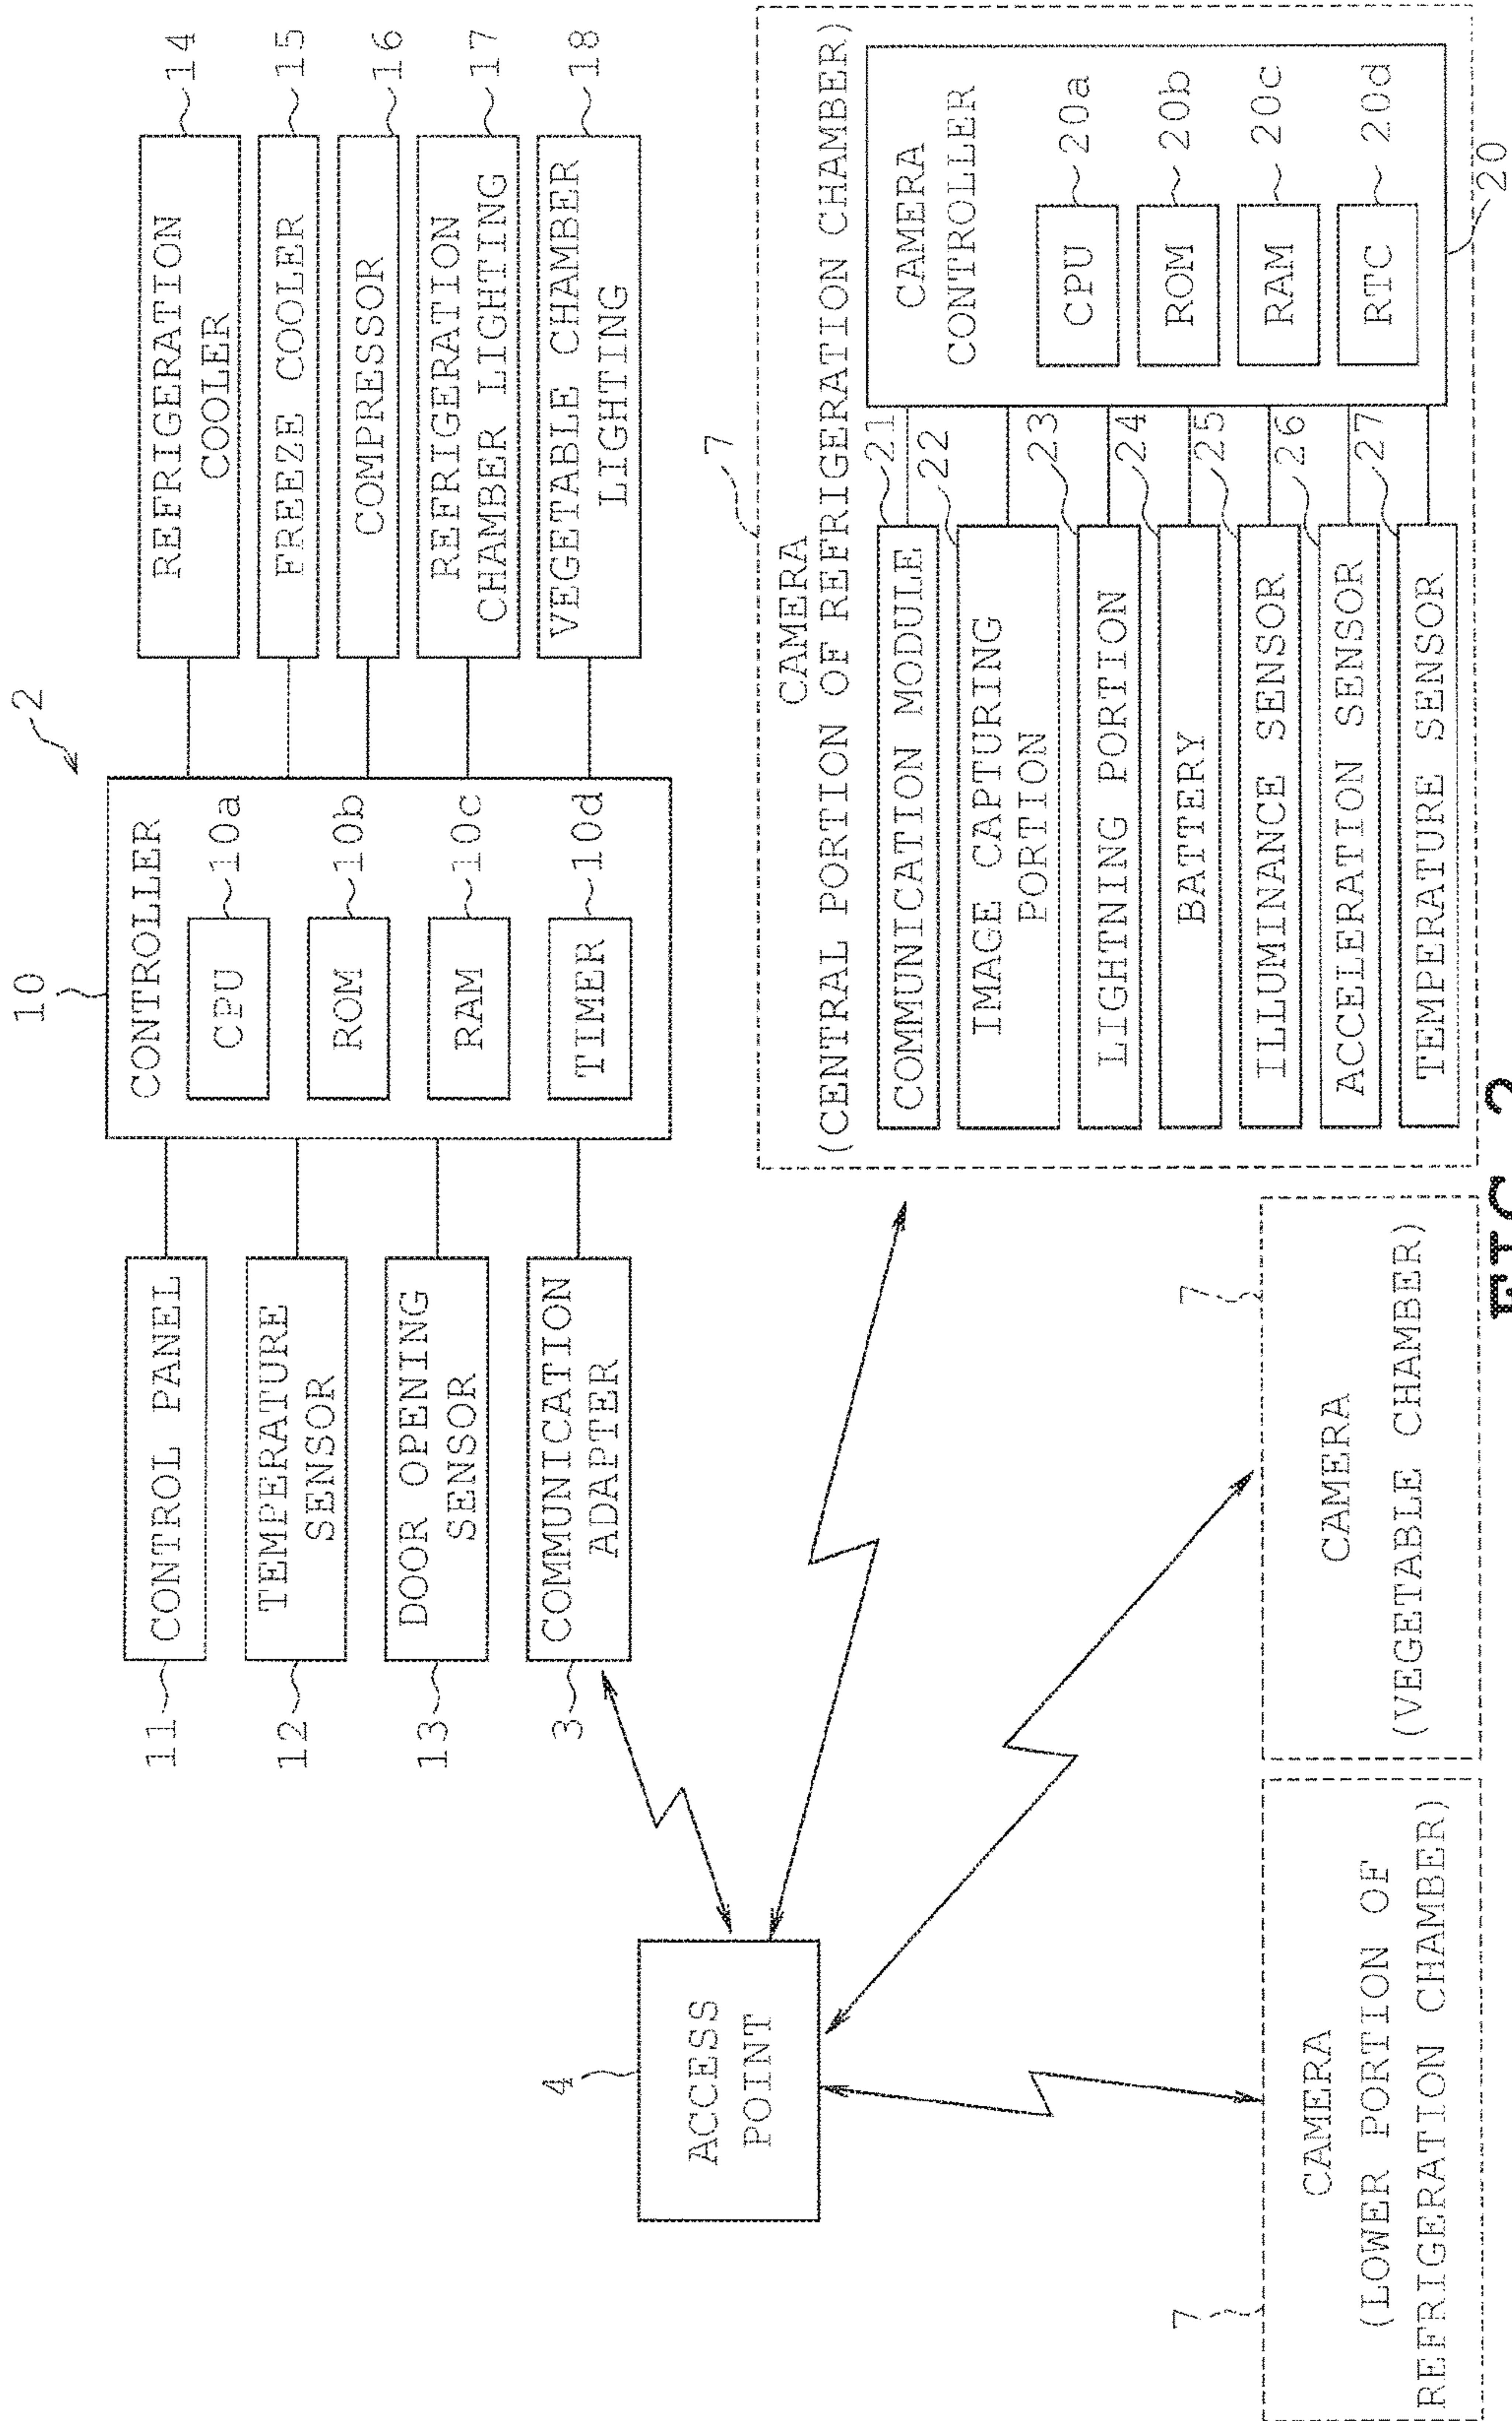 2
10
CONTROLLER
CPU
10a
ROM
10b
RAM
10c
TIMER
10d
11
CONTROL PANEL
12
TEMPERATURE
SENSOR
13
DOOR OPENING
SENSOR
3
COMMUNICATION
ADAPTER
REFRIGERATION
COOLER
14
FREEZE COOLER
15
COMPRESSOR
16
REFRIGERATION
CHAMBER LIGHTING
17
VEGETABLE CHAMBER
LIGHTING
18
4
ACCESS
POINT
7
CAMERA
(CENTRAL PORTION OF REFRIGERATION CHAMBER)
COMMUNICATION MODULE
21
IMAGE CAPTURING
PORTION
22
LIGHTNING PORTION
23
BATTERY
24
ILLUMINANCE SENSOR
25
ACCELERATION SENSOR
26
TEMPERATURE SENSOR
27
CAMERA
CONTROLLER
CPU
20a
ROM
20b
RAM
20c
RTC
20d
20
7
CAMERA
(LOWER PORTION OF
REFRIGERATION CHAMBER)
7
CAMERA
(VEGETABLE CHAMBER)